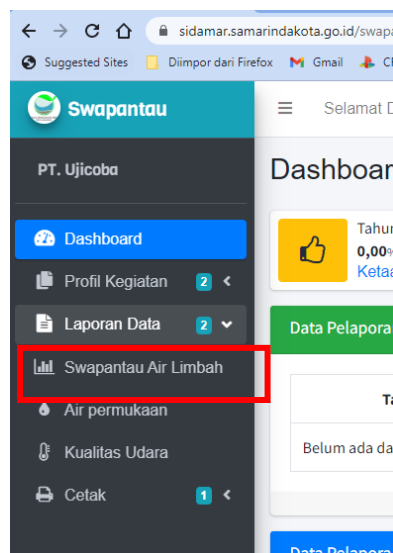 sidamar.samarindakota.go.id/swapa
Suggested Sites
Diimpor dari Firefox
Gmail
Swapantau
Selamat D
PT. Ujicoba
Dashboar
Dashboard
Tahun
0,00%
Ketaa
Profil Kegiatan 2
Laporan Data 2
Data Pelapora
Swapantau Air Limbah
Ta
Air permukaan
Belum ada da
Kualitas Udara
Cetak 1
Data Pelapora